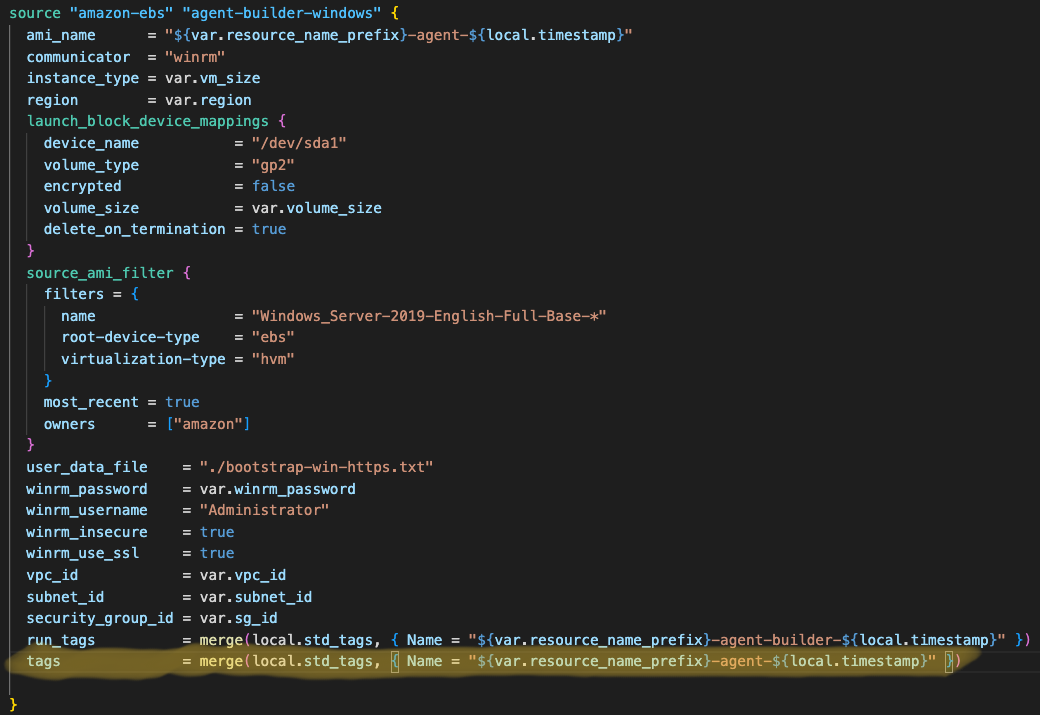 source "amazon-ebs" "agent-builder-windows" {
  ami_name      = "${var.resource_name_prefix}-agent-${local.timestamp}"
  communicator  = "winrm"
  instance_type = var.vm_size
  region        = var.region
  launch_block_device_mappings {
    device_name           = "/dev/sda1"
    volume_type           = "gp2"
    encrypted             = false
    volume_size           = var.volume_size
    delete_on_termination = true
  }
  source_ami_filter {
    filters = {
      name                = "Windows_Server-2019-English-Full-Base-*"
      root-device-type    = "ebs"
      virtualization-type = "hvm"
    }
    most_recent = true
    owners      = ["amazon"]
  }
  user_data_file    = "./bootstrap-win-https.txt"
  winrm_password    = var.winrm_password
  winrm_username    = "Administrator"
  winrm_insecure    = true
  winrm_use_ssl     = true
  vpc_id            = var.vpc_id
  subnet_id         = var.subnet_id
  security_group_id = var.sg_id
  run_tags          = merge(local.std_tags, { Name = "${var.resource_name_prefix}-agent-builder-${local.timestamp}" })
  tags              = merge(local.std_tags, { Name = "${var.resource_name_prefix}-agent-${local.timestamp}" })
}